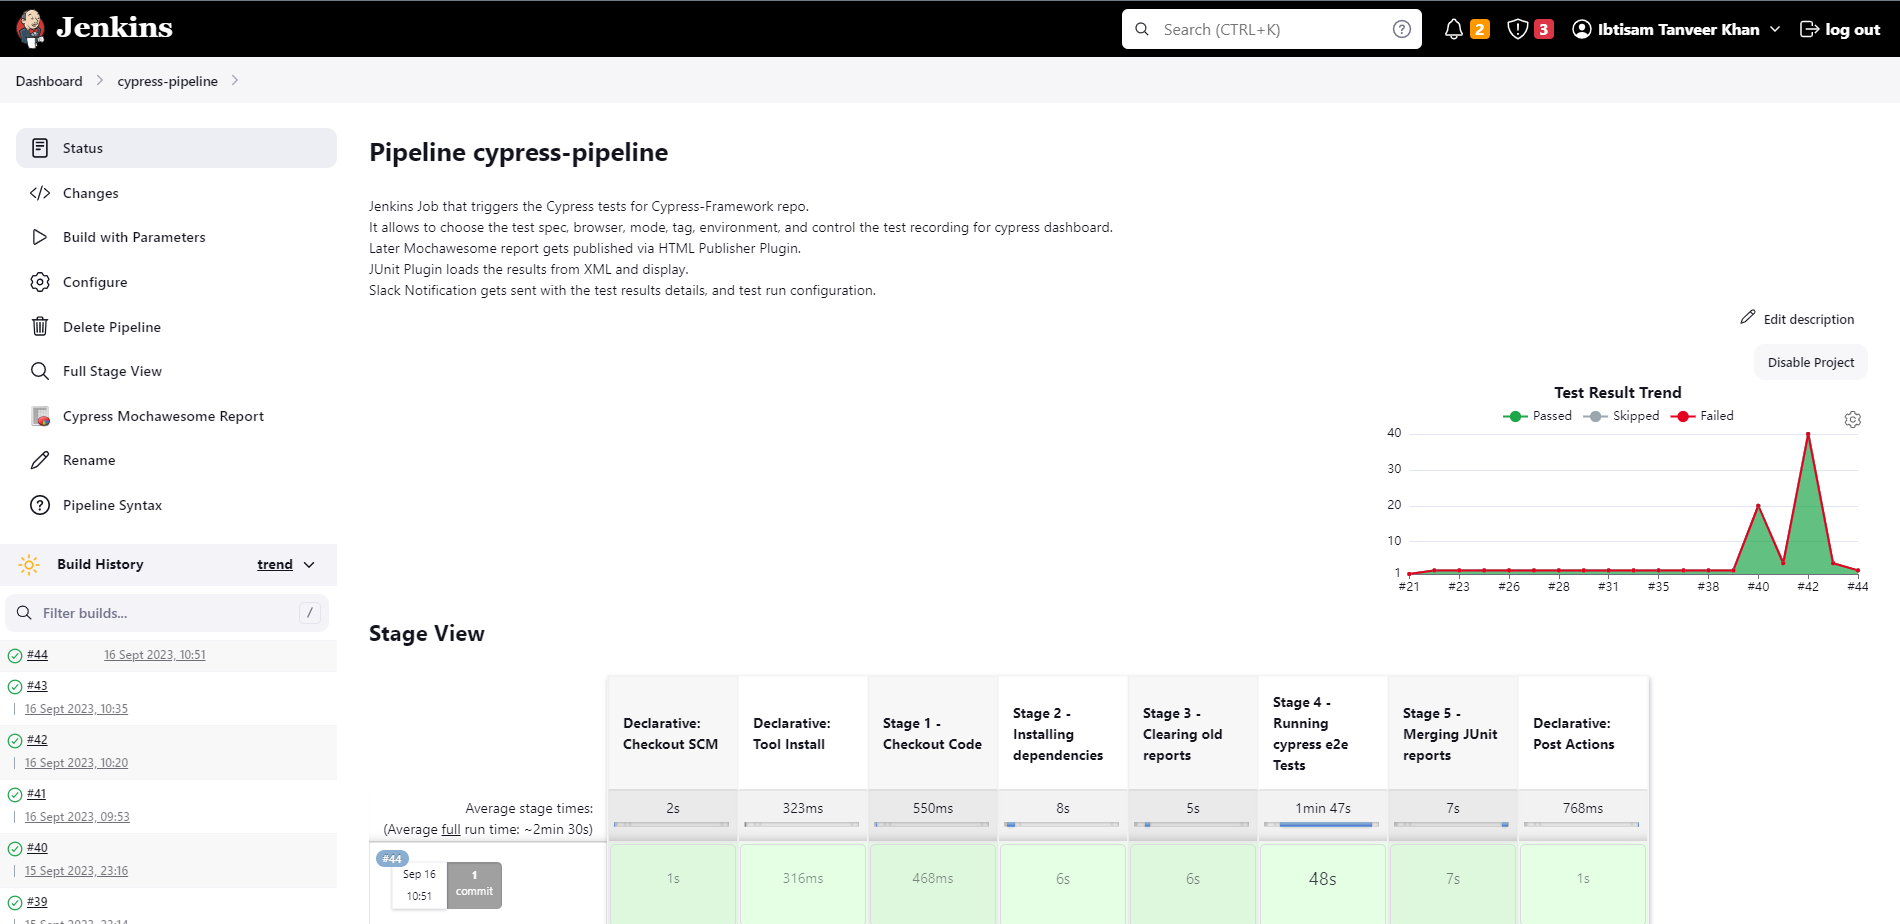 Jenkins
Search (CTRL+K)
2
3
Ibtisam Tanveer Khan
log out
Dashboard
cypress-pipeline
Status
Changes
Build with Parameters
Configure
Delete Pipeline
Full Stage View
Cypress Mochawesome Report
Rename
Pipeline Syntax
Build History
trend
Filter builds...
/
#44
16 Sept 2023, 10:51
#43
16 Sept 2023, 10:35
#42
16 Sept 2023, 10:20
#41
16 Sept 2023, 09:53
#40
15 Sept 2023, 23:16
#39
15 Sept 2023, 23:14
Pipeline cypress-pipeline
Jenkins Job that triggers the Cypress tests for Cypress-Framework repo.
It allows to choose the test spec, browser, mode, tag, environment, and control the test recording for cypress dashboard.
Later Mochawesome report gets published via HTML Publisher Plugin.
JUnit Plugin loads the results from XML and display.
Slack Notification gets sent with the test results details, and test run configuration.
Edit description
Disable Project
Test Result Trend
Passed Skipped Failed
40
30
20
10
1
#21 #23 #26 #28 #31 #35 #38 #40 #42 #44
Stage View
Declarative:
Checkout SCM
Declarative:
Tool Install
Stage 1 -
Checkout Code
Stage 2 -
Installing
dependencies
Stage 3 -
Clearing old
reports
Stage 4 -
Running
cypress e2e
Tests
Stage 5 -
Merging JUnit
reports
Declarative:
Post Actions
Average stage times:
(Average full run time: ~2min 30s)
2s 323ms 550ms 8s 5s 1min 47s 7s 768ms
#44
Sep 16
10:51
1
commit
1s 316ms 468ms 6s 6s 48s 7s 1s